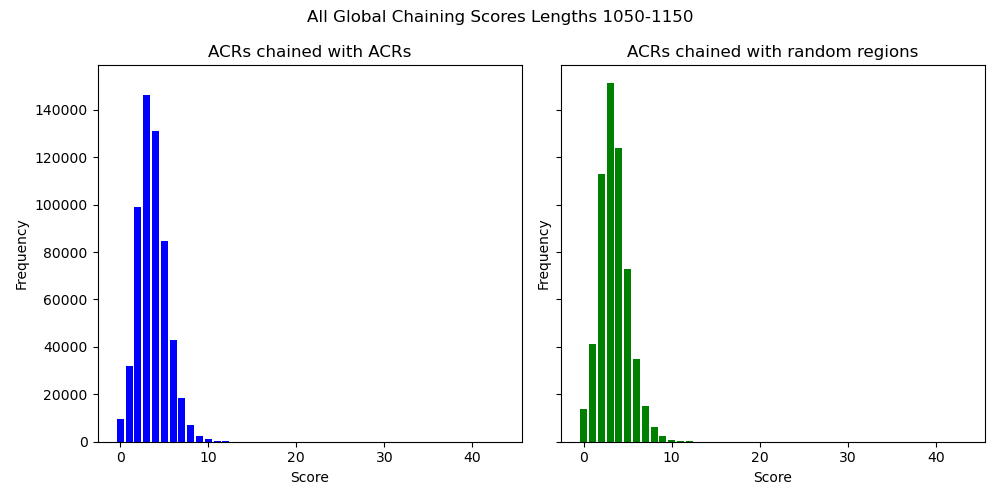 All Global Chaining Scores Lengths 1050-1150
ACRs chained with ACRs
ACRs chained with random regions
Frequency
140000
120000
100000
80000
60000
40000
20000
0
0 10 20 30 40
Score
Frequency
0 10 20 30 40
Score